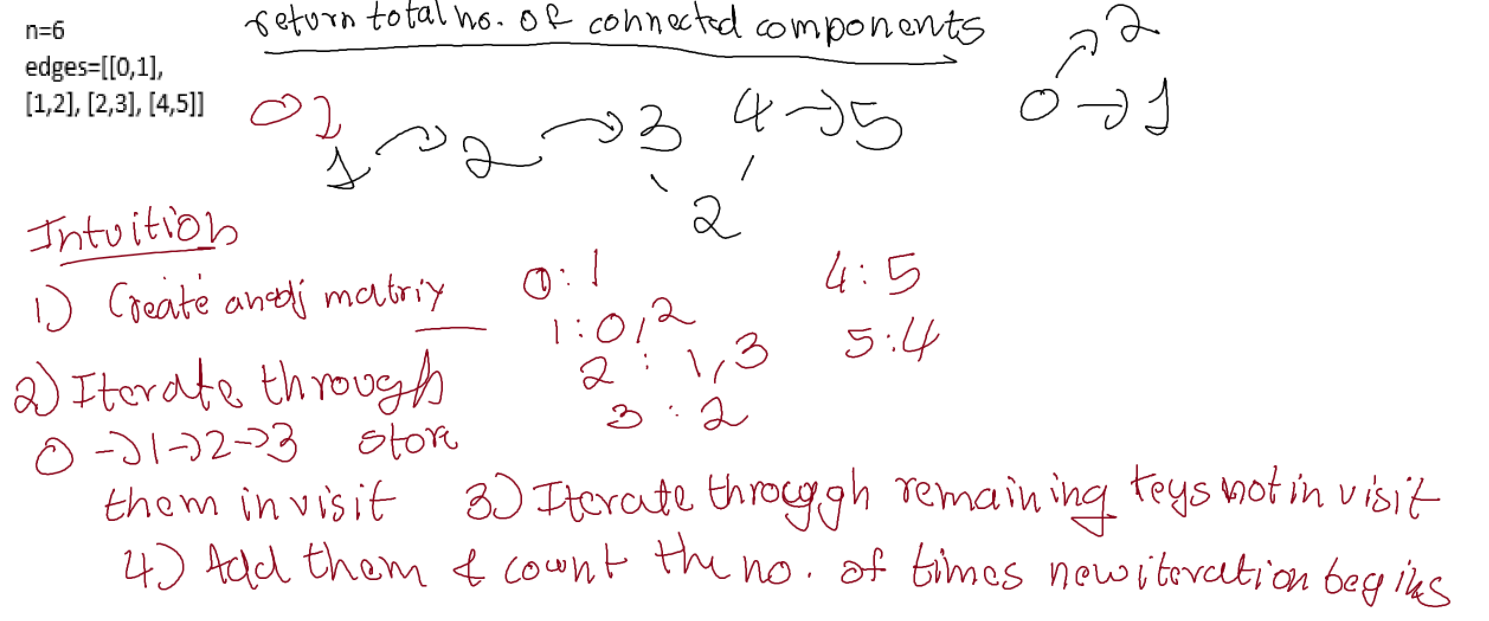 return total no. of connected components
n=6
edges=[[0,1],
[1,2], [2,3], [4,5]]
0 1
1 → 2 → 3 4 → 5
2
0 → 1
2
Intuition
1) Create an adj matrix
0: 1
1: 0, 2
2 : 1, 3
3 : 2
4: 5
5: 4
2) Iterate through
0 → 1 → 2 → 3 store
them in visit
3) Iterate through remaining keys not in visit
4) Add them & count the no. of times new iteration begins